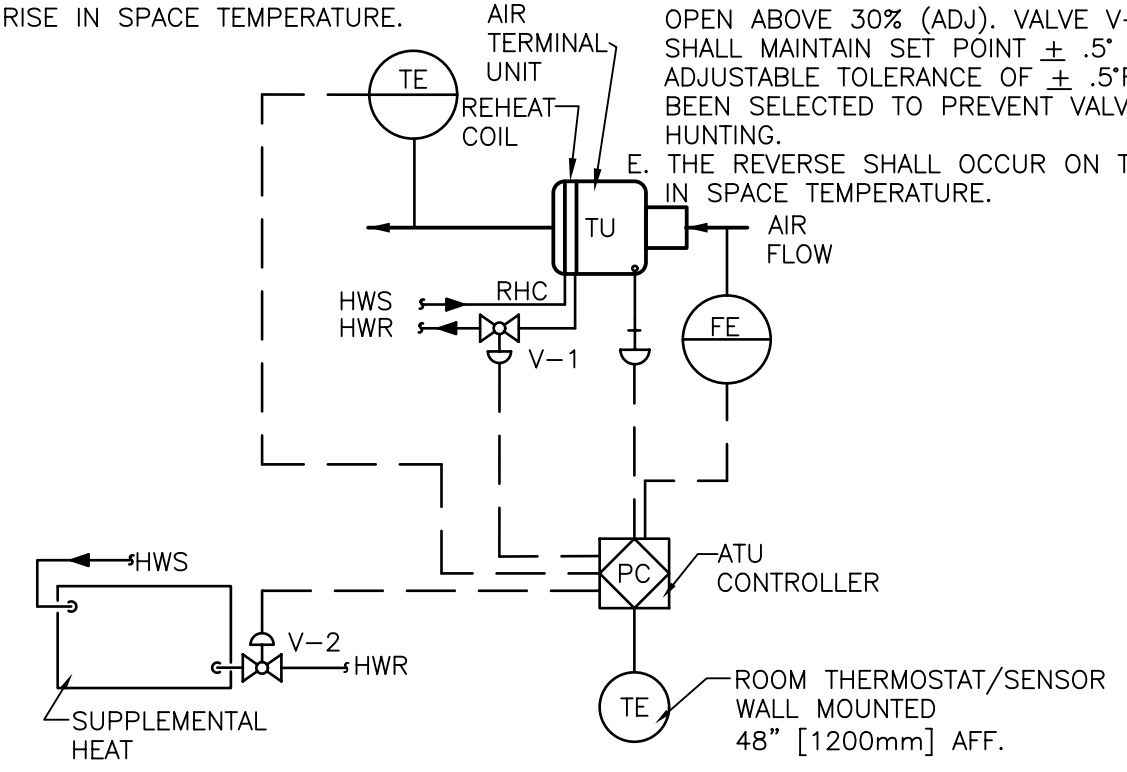 RISE IN SPACE TEMPERATURE.
OPEN ABOVE 30% (ADJ). VALVE V-
SHALL MAINTAIN SET POINT ± .5°
ADJUSTABLE TOLERANCE OF ± .5°F
BEEN SELECTED TO PREVENT VALV
HUNTING.
E. THE REVERSE SHALL OCCUR ON T
IN SPACE TEMPERATURE.
AIR
TERMINAL
UNIT
TE
REHEAT
COIL
TU
AIR
FLOW
HWS
RHC
HWR
V-1
FE
HWS
PC
ATU
CONTROLLER
V-2
HWR
SUPPLEMENTAL
HEAT
TE
ROOM THERMOSTAT/SENSOR
WALL MOUNTED
48" [1200mm] AFF.